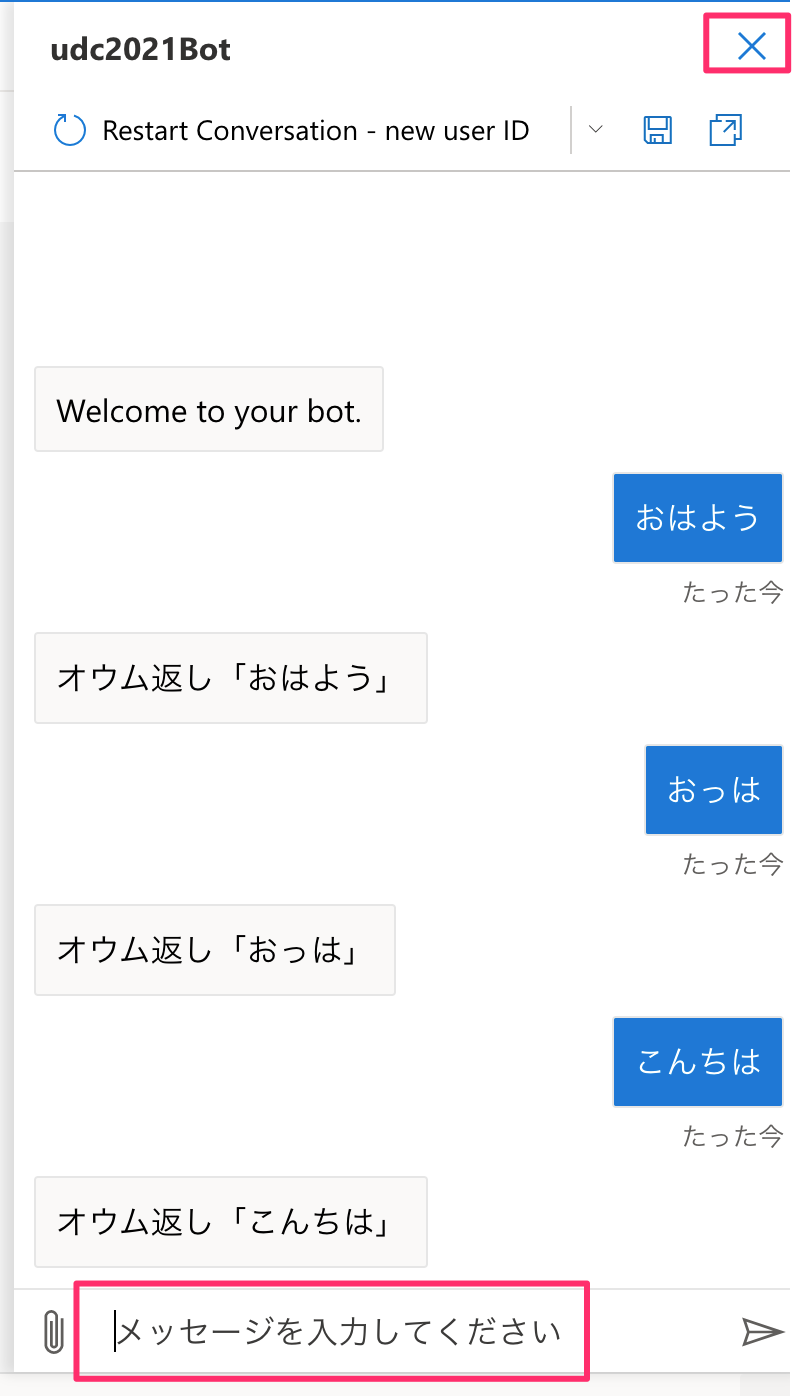 udc2021Bot
Restart Conversation - new user ID
Welcome to your bot.
おはよう
たった今
オウム返し「おはよう」
おっは
たった今
オウム返し「おっは」
こんちは
たった今
オウム返し「こんちは」
メッセージを入力してください